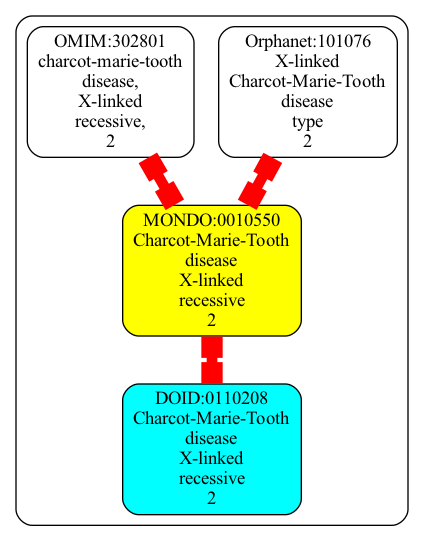 OMIM:302801
charcot-marie-tooth
disease,
X-linked
recessive,
2
Orphanet:101076
X-linked
Charcot-Marie-Tooth
disease
type
2
MONDO:0010550
Charcot-Marie-Tooth
disease
X-linked
recessive
2
DOID:0110208
Charcot-Marie-Tooth
disease
X-linked
recessive
2